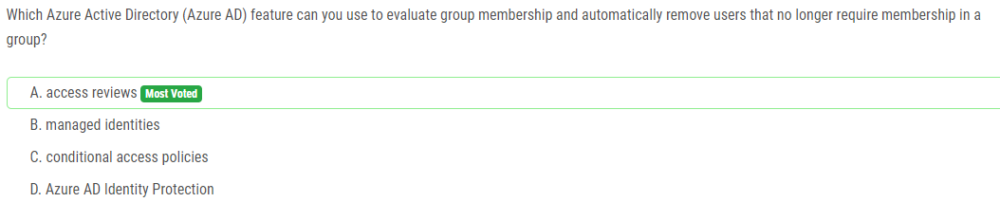 Which Azure Active Directory (Azure AD) feature can you use to evaluate group membership and automatically remove users that no longer require membership in a
group?
A. access reviews Most Voted
B. managed identities
C. conditional access policies
D. Azure AD Identity Protection